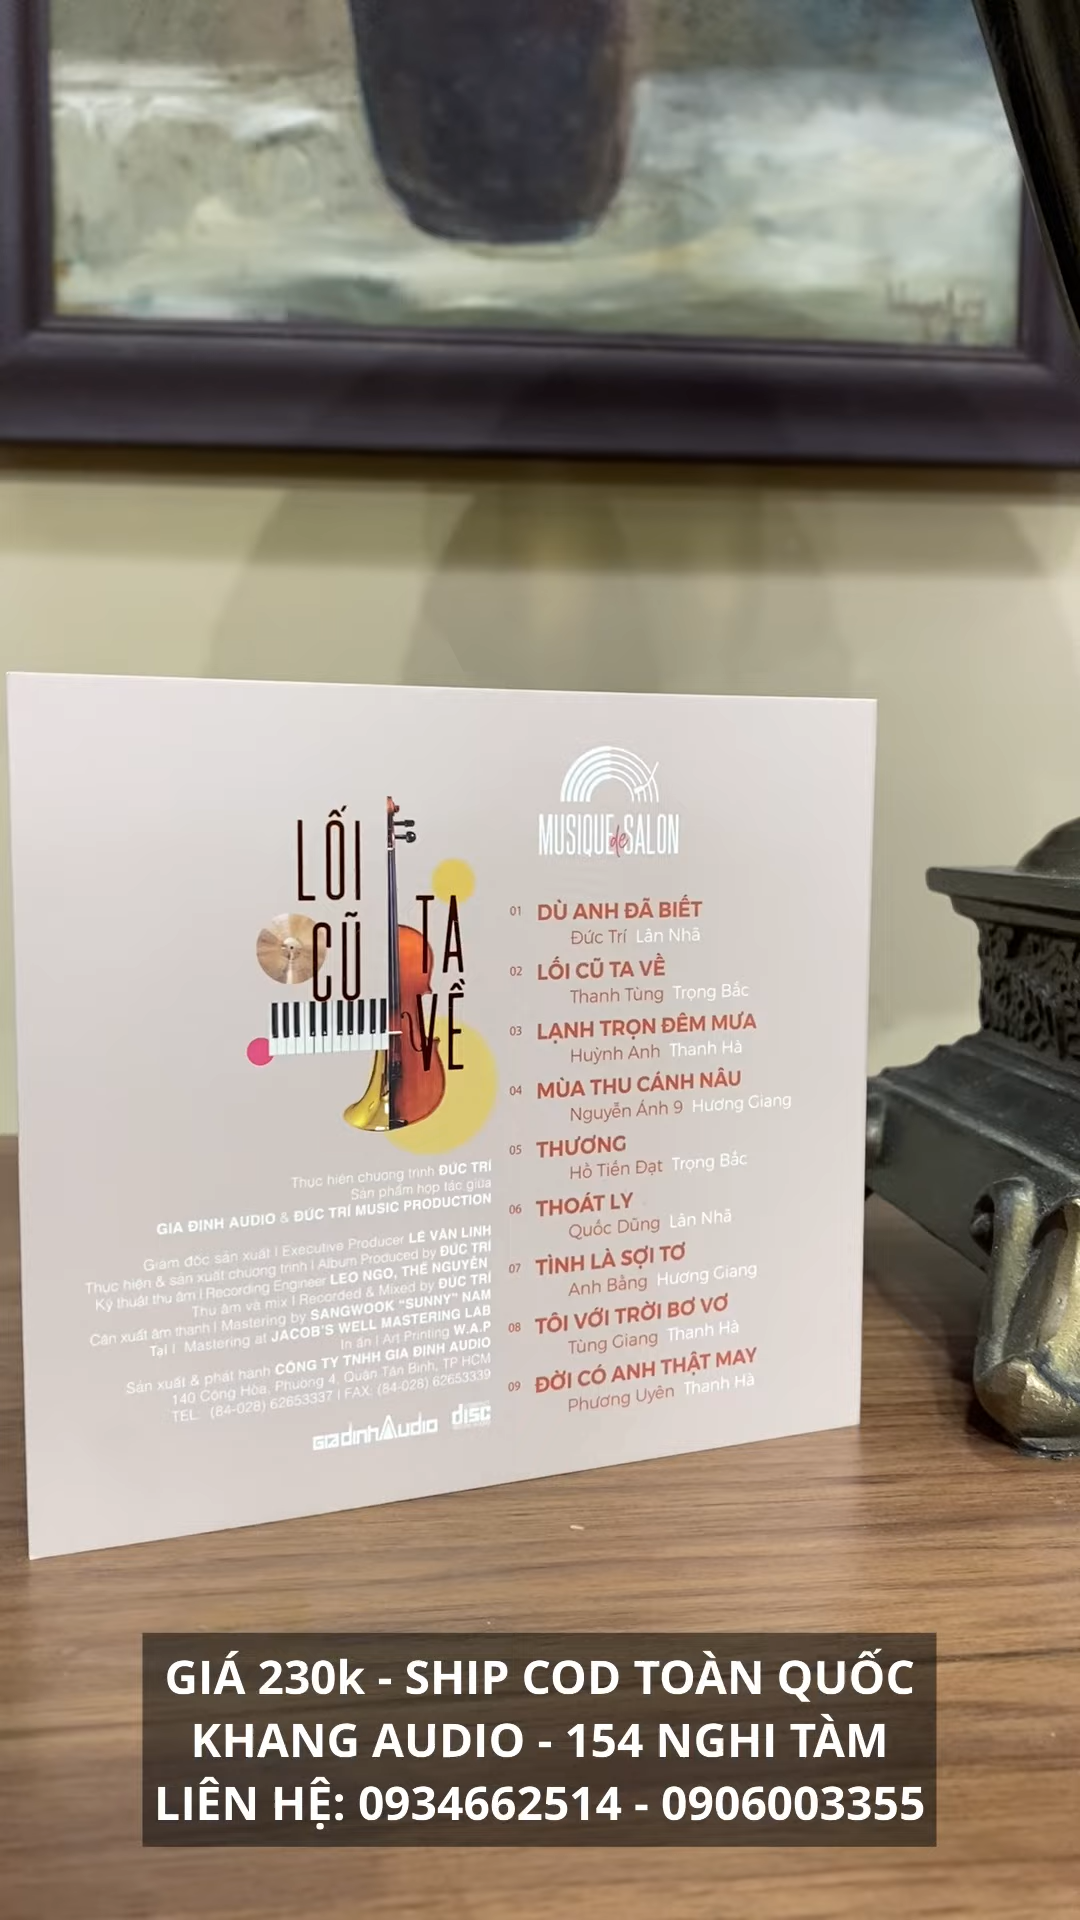 LỐI
CŨ
TA
VỀ
Thực hiện chương trình ĐỨC TRÍ
Sản phẩm hợp tác giữa
GIA ĐỊNH AUDIO & ĐỨC TRÍ MUSIC PRODUCTION
Giám đốc sản xuất | Executive Producer LÊ VĂN LINH
Thực hiện & sản xuất chương trình | Album Produced by ĐỨC TRÍ
Kỹ thuật thu âm | Recording Engineer LEO NGO, THẾ NGUYÊN
Thu âm và mix | Recorded & Mixed by ĐỨC TRÍ
Cân xuất âm thanh | Mastering by SANGWOOK "SUNNY" NAM
Tại | Mastering at JACOB'S WELL MASTERING LAB
In ấn | Art Printing W.A.P
Sản xuất & phát hành CÔNG TY TNHH GIA ĐỊNH AUDIO
140 Cộng Hòa, Phường 4, Quận Tân Bình, TP HCM
TEL: (84-028) 62653337 | FAX: (84-028) 62653339
GIAĐỊNHAUDIO disc
MUSIQUE de SALON
01 DÙ ANH ĐÃ BIẾT
Đức Trí Lân Nhã
02 LỐI CŨ TA VỀ
Thanh Tùng Trọng Bắc
03 LẠNH TRỌN ĐÊM MƯA
Huỳnh Anh Thanh Hà
04 MÙA THU CÁNH NÂU
Nguyễn Ánh 9 Hương Giang
05 THƯƠNG
Hồ Tiến Đạt Trọng Bắc
06 THOÁT LY
Quốc Dũng Lân Nhã
07 TÌNH LÀ SỢI TƠ
Anh Bằng Hương Giang
08 TÔI VỚI TRỜI BƠ VƠ
Tùng Giang Thanh Hà
09 ĐỜI CÓ ANH THẬT MAY
Phương Uyên Thanh Hà
GIÁ 230k - SHIP COD TOÀN QUỐC
KHANG AUDIO - 154 NGHI TÀM
LIÊN HỆ: 0934662514 - 0906003355